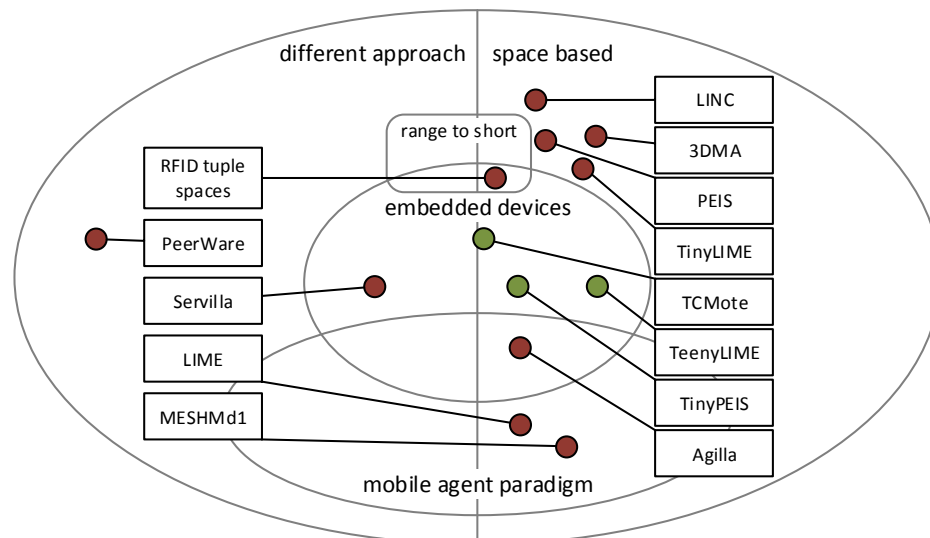 different approach
space based
LINC
range to short
3DMA
RFID tuple
spaces
PEIS
embedded devices
PeerWare
TinyLIME
Servilla
TCMote
LIME
TeenyLIME
MESHMd1
TinyPEIS
Agilla
mobile agent paradigm